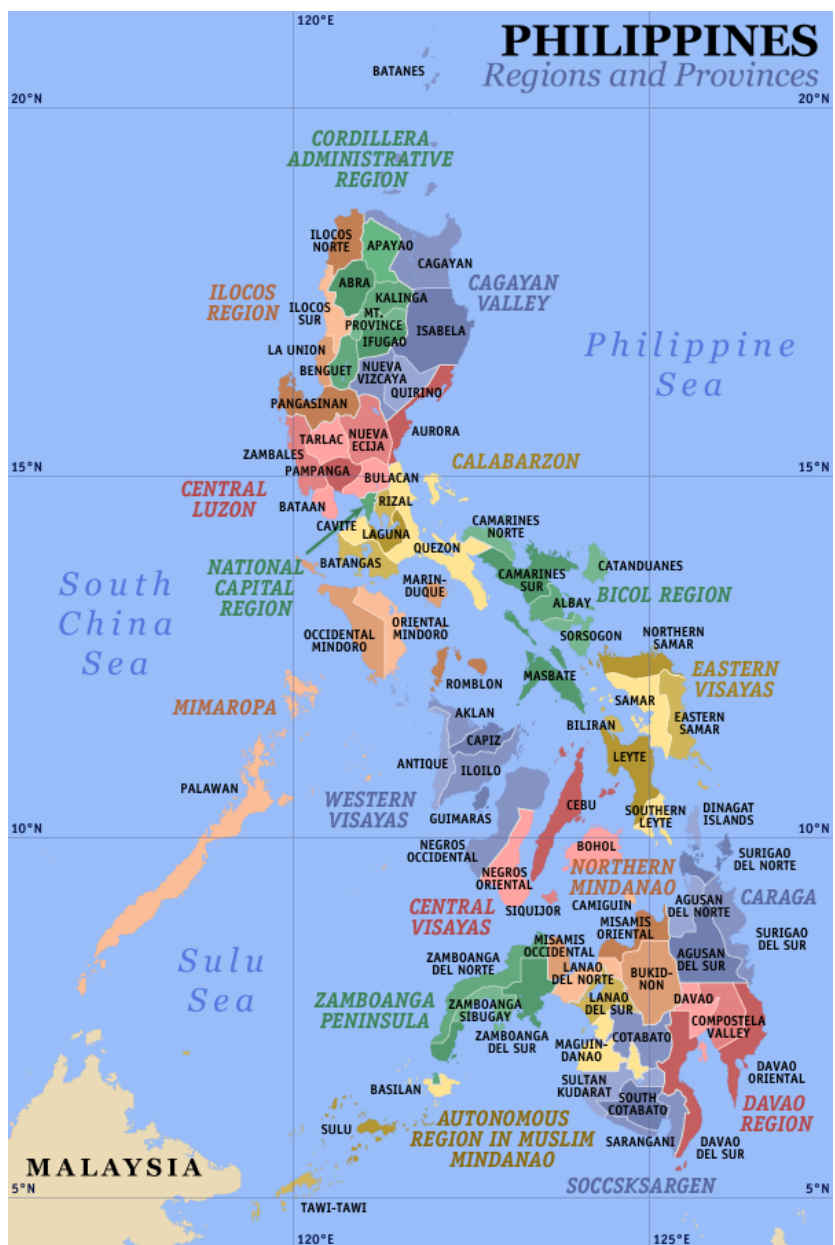 120°E
PHILIPPINES
Regions and Provinces
BATANES
20°N
20°N
CORDILLERA
ADMINISTRATIVE
REGION
ILOCOS
NORTE
APAYAO
CAGAYAN
CAGAYAN
VALLEY
ABRA
ILOCOS
REGION
KALINGA
ILOCOS
SUR
MT.
PROVINCE
ISABELA
IFUGAO
LA UNION
BENGUET
NUEVA
VIZCAYA
QUIRINO
Philippine
Sea
PANGASINAN
AURORA
TARLAC
NUEVA
ECIJA
ZAMBALES
CALABARZON
PAMPANGA
15°N
15°N
BULACAN
CENTRAL
LUZON
BATAAN
RIZAL
CAVITE
LAGUNA
CAMARINES
NORTE
QUEZON
BATANGAS
NATIONAL
CAPITAL
REGION
CAMARINES
SUR
CATANDUANES
MARIN-
DUQUE
ALBAY
BICOL REGION
South
China
Sea
ORIENTAL
MINDORO
OCCIDENTAL
MINDORO
SORSOGON
NORTHERN
SAMAR
MASBATE
ROMBLON
EASTERN
VISAYAS
SAMAR
MIMAROPA
AKLAN
BILIRAN
EASTERN
SAMAR
CAPIZ
ANTIQUE
ILOILO
LEYTE
PALAWAN
WESTERN
VISAYAS
CEBU
GUIMARAS
SOUTHERN
LEYTE
DINAGAT
ISLANDS
10°N
10°N
NEGROS
OCCIDENTAL
BOHOL
SURIGAO
DEL NORTE
NEGROS
ORIENTAL
NORTHERN
MINDANAO
CARAGA
CENTRAL
VISAYAS
SIQUIJOR
CAMIGUIN
AGUSAN
DEL NORTE
MISAMIS
ORIENTAL
SURIGAO
DEL SUR
Sulu
Sea
ZAMBOANGA
DEL NORTE
MISAMIS
OCCIDENTAL
LANAO
DEL NORTE
BUKID-
NON
AGUSAN
DEL SUR
ZAMBOANGA
PENINSULA
ZAMBOANGA
SIBUGAY
LANAO
DEL SUR
DAVAO
COMPOSTELA
VALLEY
ZAMBOANGA
DEL SUR
MAGUIN-
DANAO
COTABATO
DAVAO
ORIENTAL
BASILAN
SULTAN
KUDARAT
SOUTH
COTABATO
DAVAO
REGION
SULU
AUTONOMOUS
REGION IN MUSLIM
MINDANAO
SARANGANI
DAVAO
DEL SUR
MALAYSIA
SOCCSKSARGEN
5°N
5°N
TAWI-TAWI
120°E
125°E